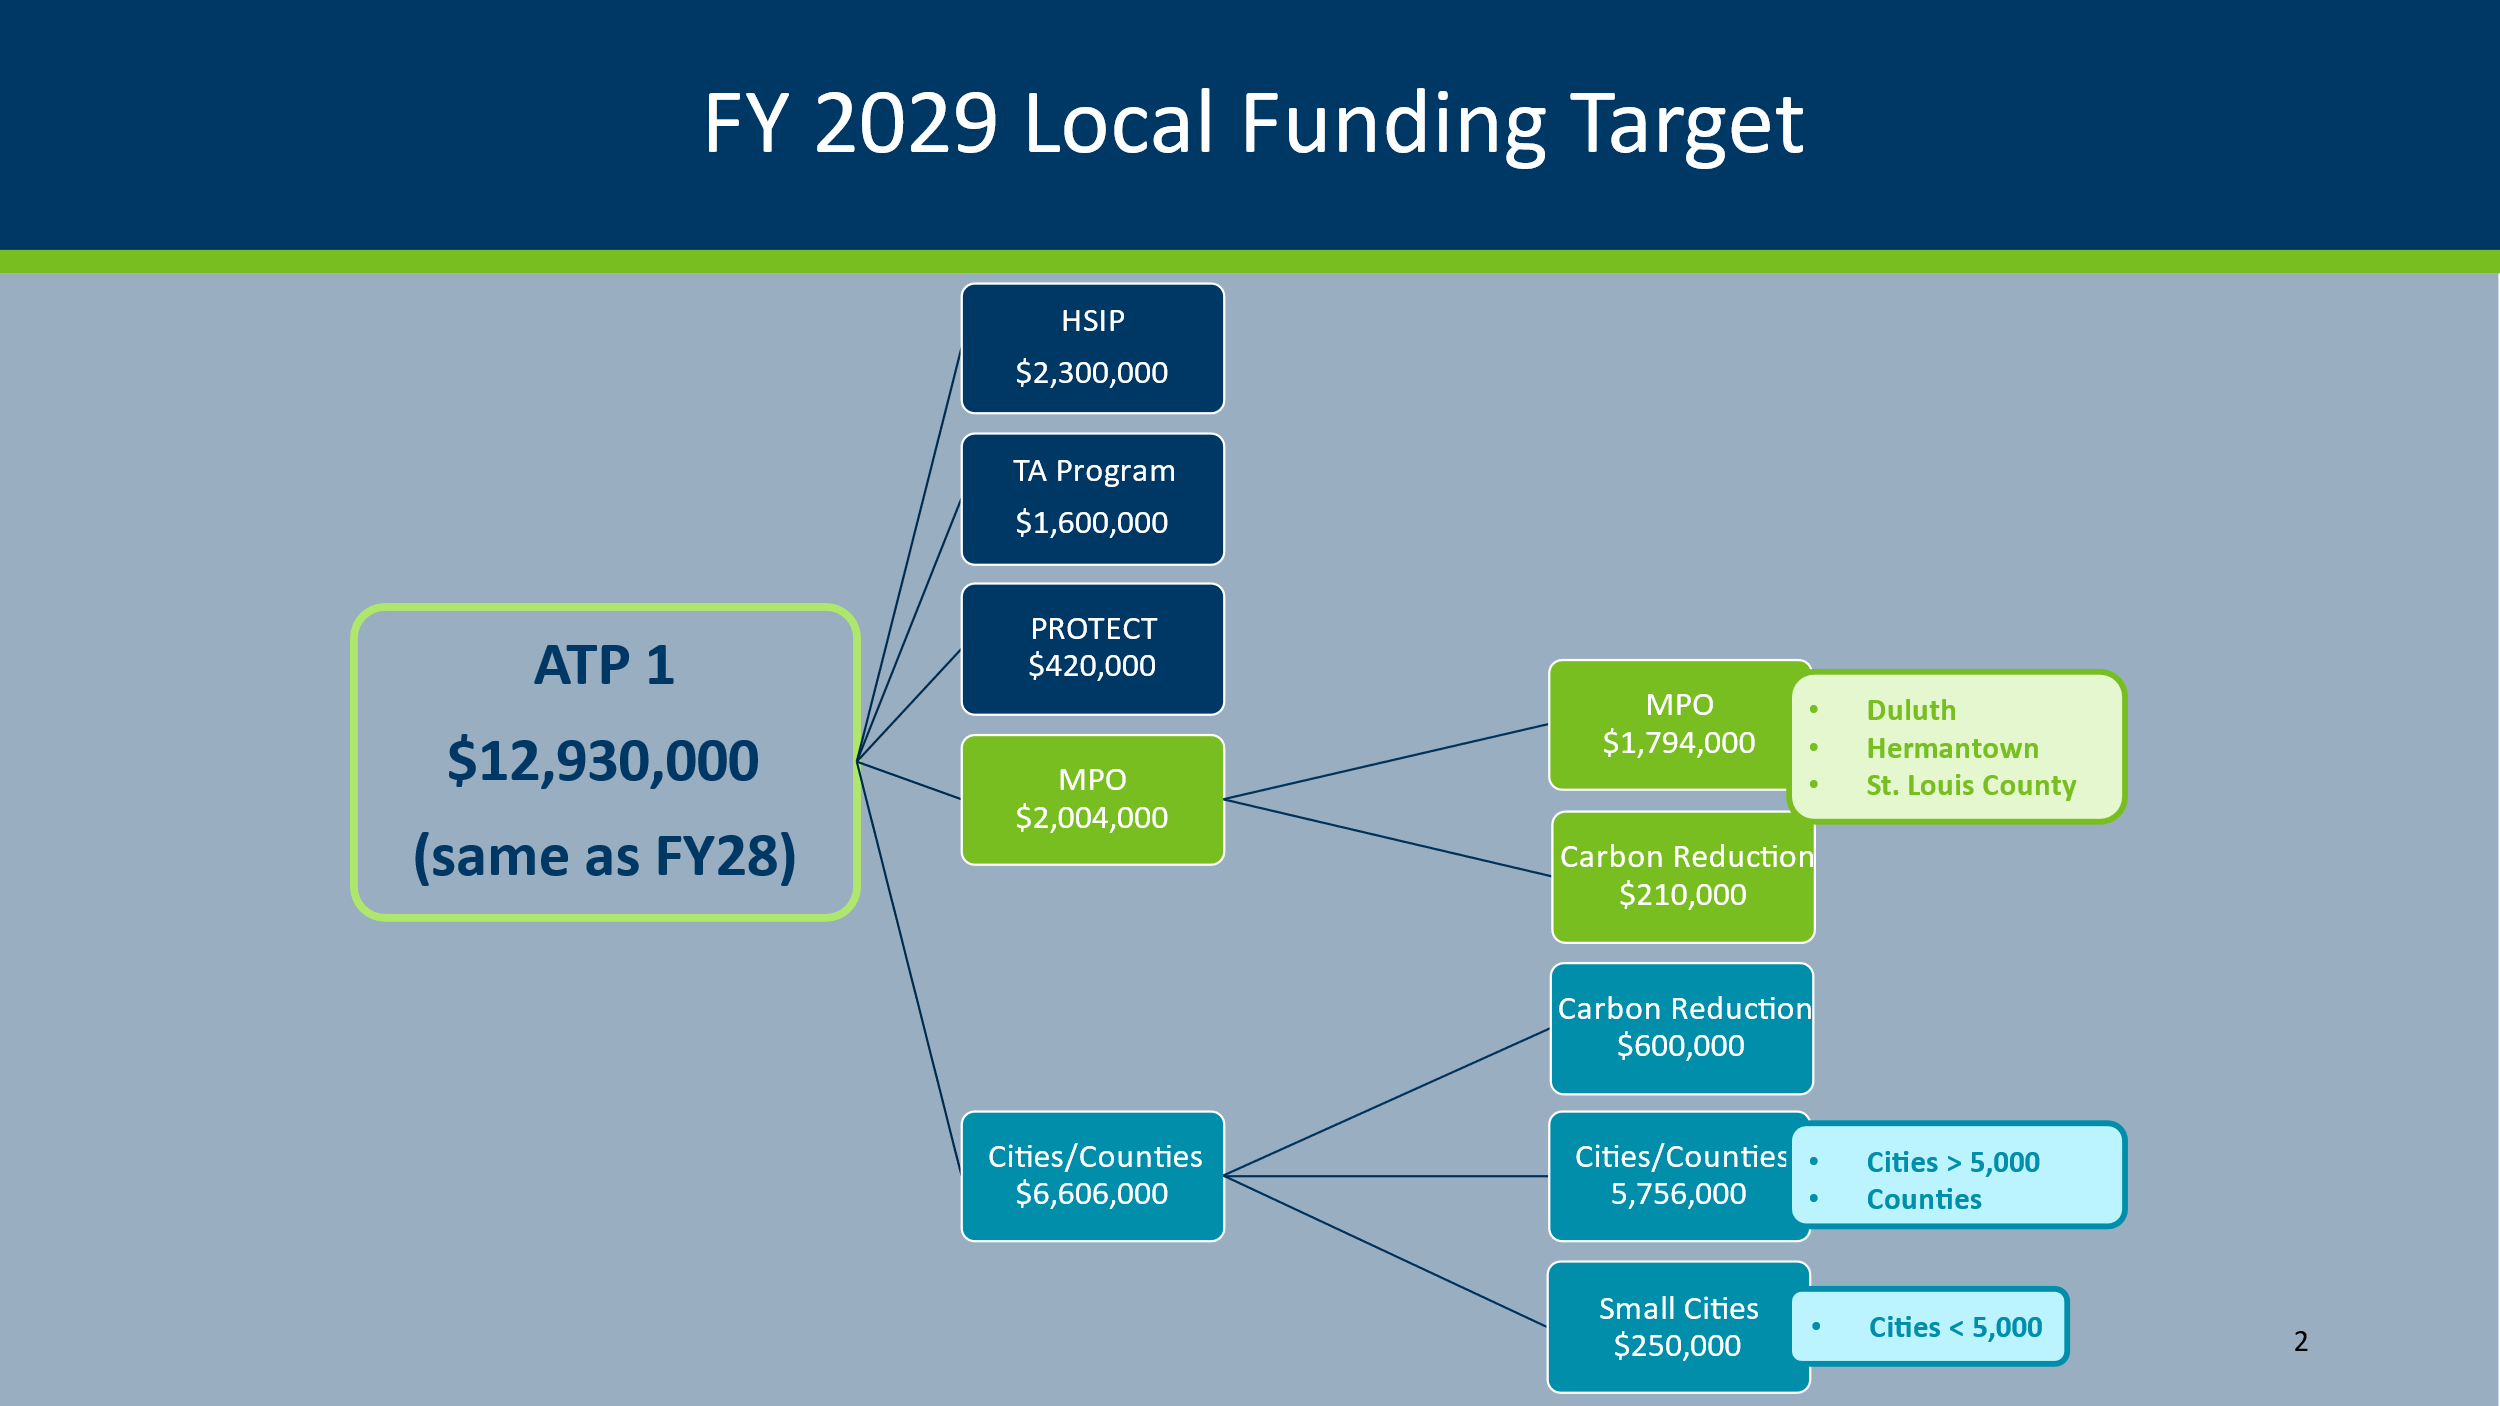 FY 2029 Local Funding Target
HSIP
$2,300,000
TA Program
$1,600,000
PROTECT
$420,000
ATP 1
$12,930,000
(same as FY28)
MPO
$2,004,000
MPO
$1,794,000
• Duluth
• Hermantown
• St. Louis County
Carbon Reduction
$210,000
Carbon Reduction
$600,000
Cities/Counties
$6,606,000
Cities/Counties
5,756,000
• Cities > 5,000
• Counties
Small Cities
$250,000
• Cities < 5,000
2